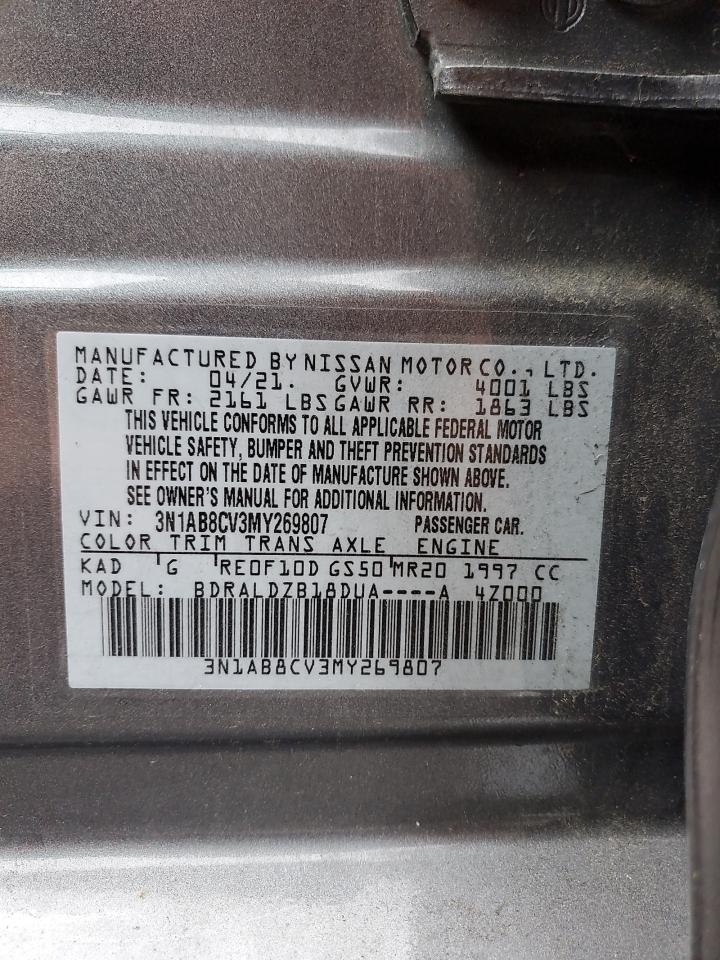 MANUFACTURED BY NISSAN MOTOR CO., LTD.
DATE: 04/21. GVWR: 4001 LBS
GAWR FR: 2161 LBS GAWR RR: 1863 LBS
THIS VEHICLE CONFORMS TO ALL APPLICABLE FEDERAL MOTOR
VEHICLE SAFETY, BUMPER AND THEFT PREVENTION STANDARDS
IN EFFECT ON THE DATE OF MANUFACTURE SHOWN ABOVE.
SEE OWNER'S MANUAL FOR ADDITIONAL INFORMATION.
VIN: 3N1AB8CV3MY269807 PASSENGER CAR.
COLOR TRIM TRANS AXLE ENGINE
KAD G RE0F10D GS50 MR20 1997 CC
MODEL: BDRALDZB18DUA----A 4Z000
3N1AB8CV3MY269807